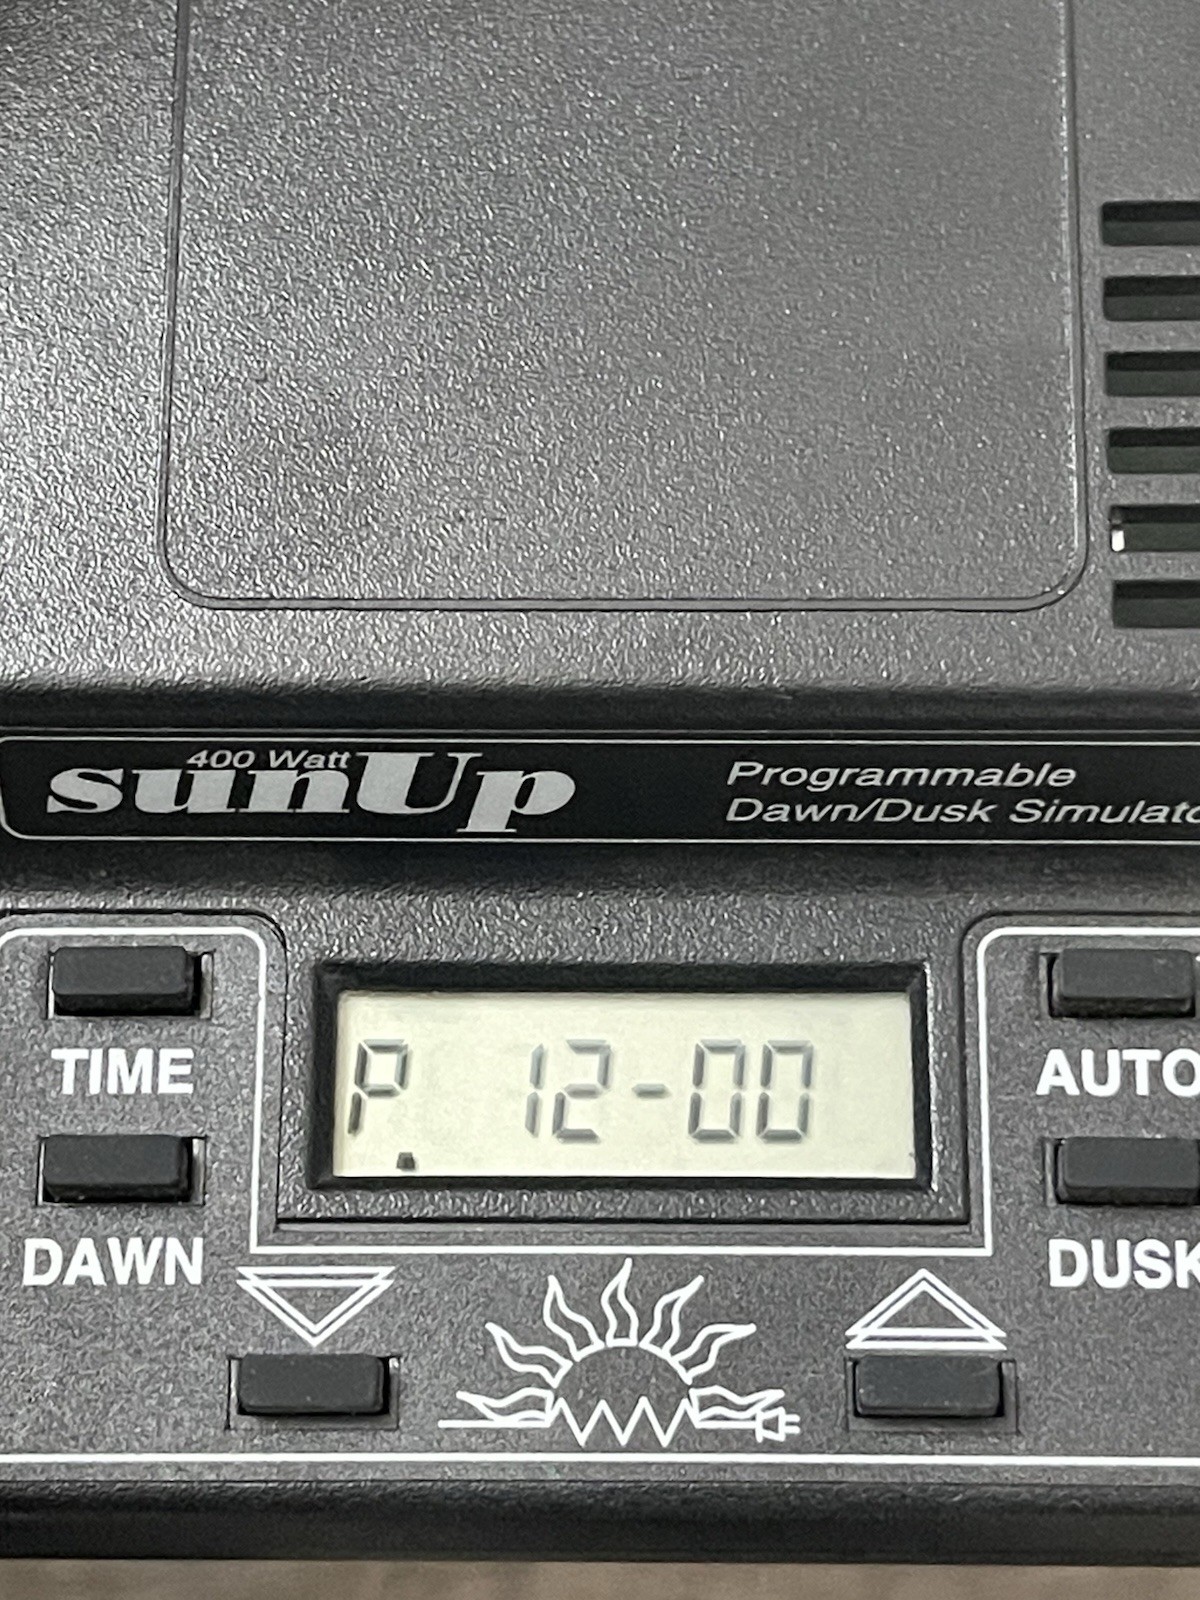 400 Watt
sunUp
Programmable
Dawn/Dusk Simulato
TIME
AUTO
P 12-00
DAWN
DUSK